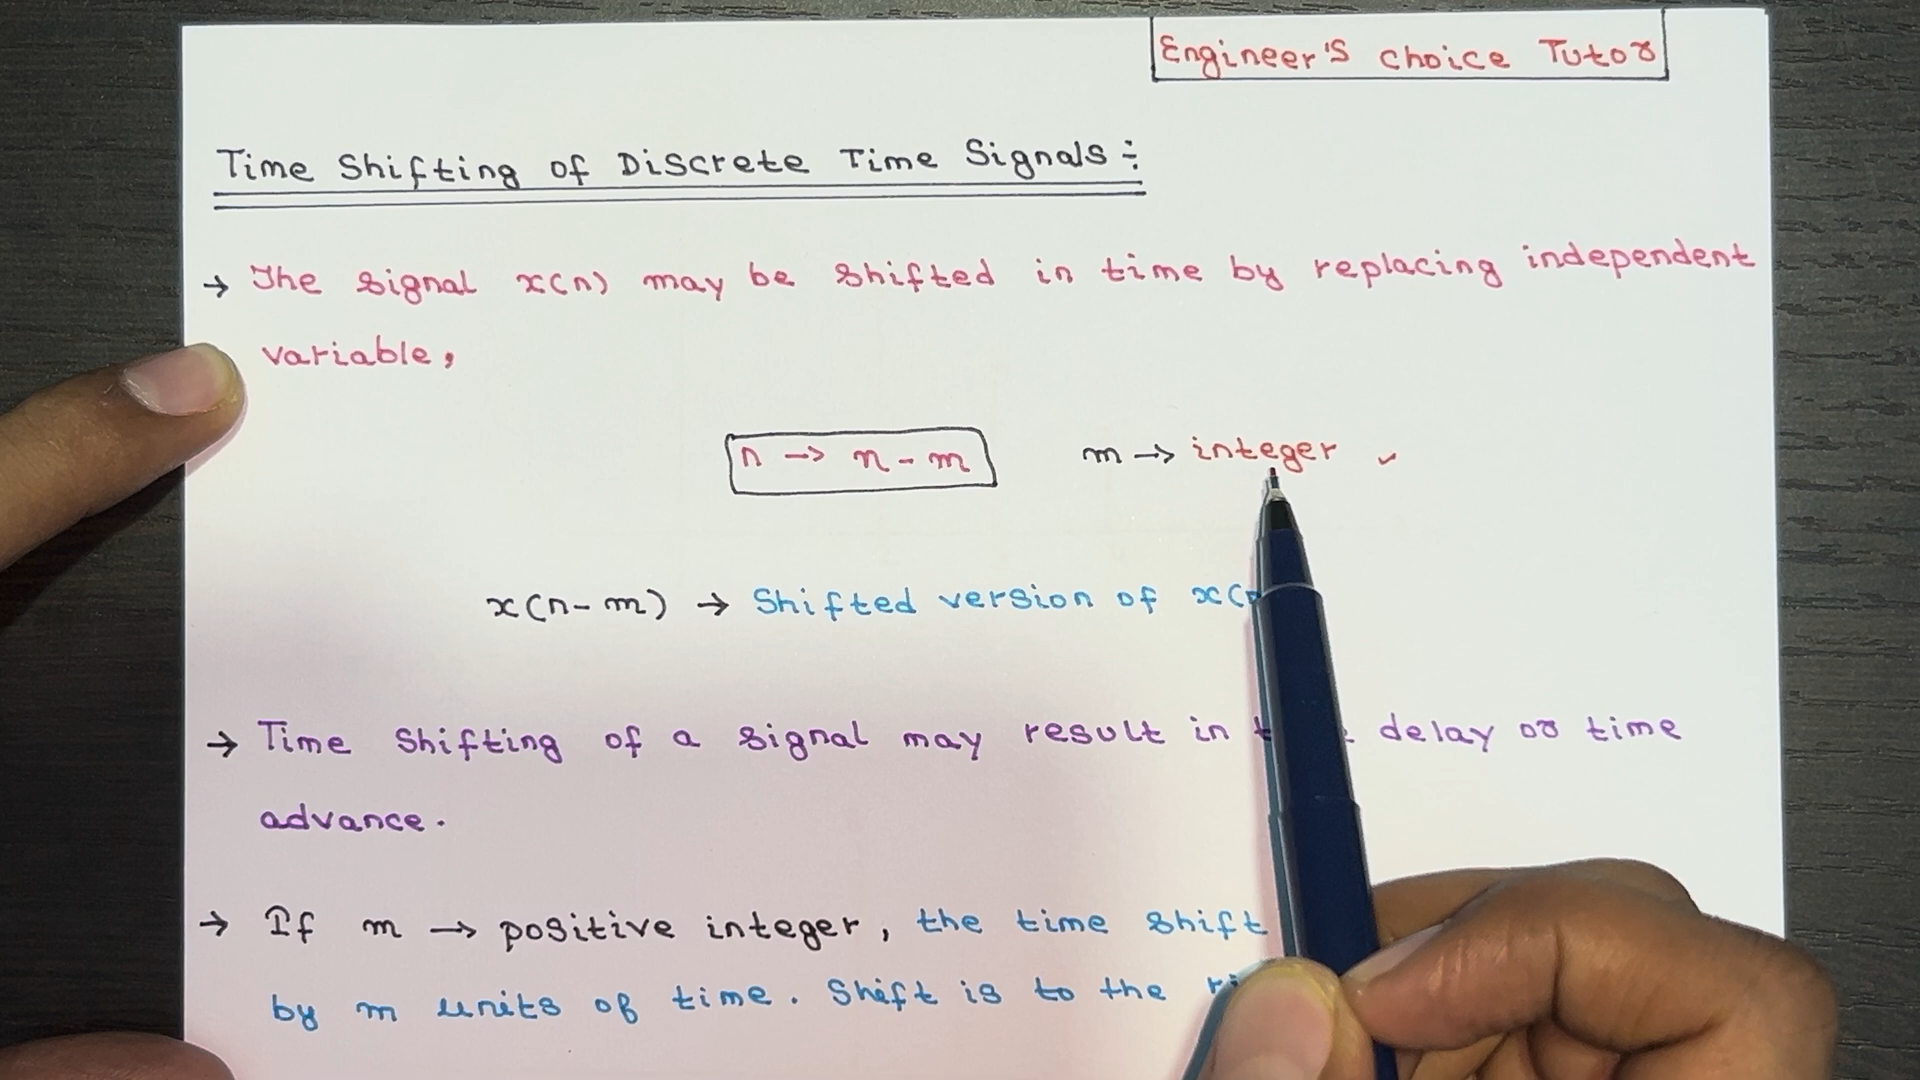 Engineer's Choice Tutor
Time Shifting of Discrete Time Signals :-
→ The signal x(n) may be shifted in time by replacing independent
variable,
n → n - m m → integer ✓
x(n - m) → Shifted version of
→ Time Shifting of a signal may result in delay or time
advance.
→ If m → positive integer, the time shift
by m units of time. Shift is to the